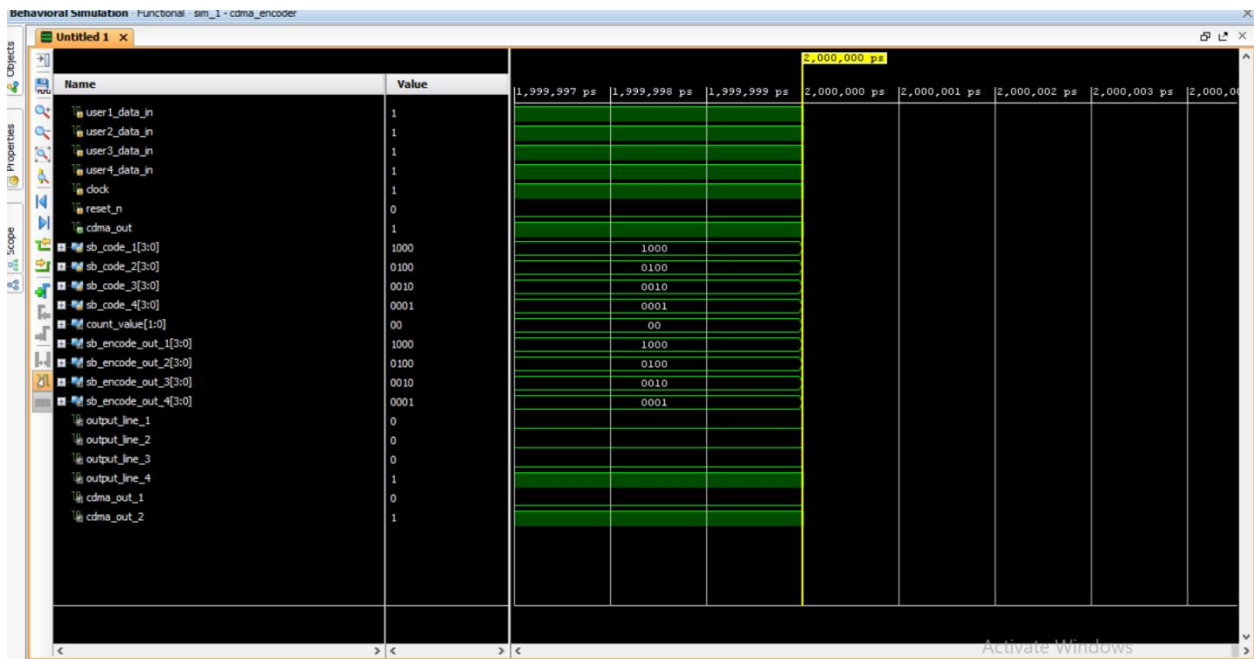 Behavioral Simulation - Functional - sim_1 - cdma_encoder
Untitled 1
Objects
Properties
Scope
2,000,000 ps
Name Value
1,999,997 ps 1,999,998 ps 1,999,999 ps 2,000,000 ps 2,000,001 ps 2,000,002 ps 2,000,003 ps 2,000,00
user1_data_in 1
user2_data_in 1
user3_data_in 1
user4_data_in 1
clock 1
reset_n 0
cdma_out 1
sb_code_1[3:0] 1000 1000
sb_code_2[3:0] 0100 0100
sb_code_3[3:0] 0010 0010
sb_code_4[3:0] 0001 0001
count_value[1:0] 00 00
sb_encode_out_1[3:0] 1000 1000
sb_encode_out_2[3:0] 0100 0100
sb_encode_out_3[3:0] 0010 0010
sb_encode_out_4[3:0] 0001 0001
output_line_1 0
output_line_2 0
output_line_3 0
output_line_4 1
cdma_out_1 0
cdma_out_2 1
Activate Windows